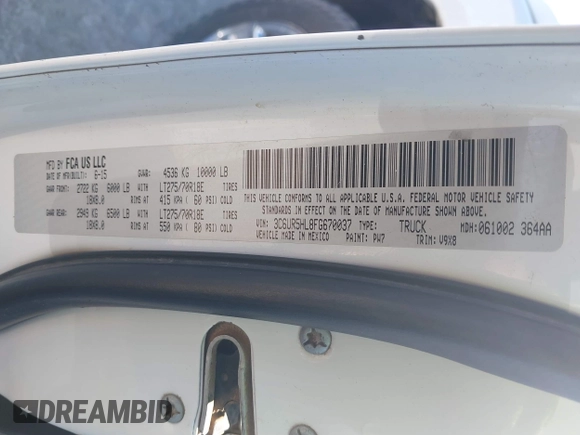 MFD BY FCA US LLC
DATE OF MFR(BUILT): 6-15 GVWR: 4536 KG 10000 LB
GAWR FRONT: 2722 KG 6000 LB WITH LT275/70R18E TIRES
18X8.0 RIMS AT 415 KPA ( 60 PSI) COLD
GAWR REAR: 2949 KG 6500 LB WITH LT275/70R18E TIRES
18X8.0 RIMS AT 550 KPA ( 80 PSI) COLD
THIS VEHICLE CONFORMS TO ALL APPLICABLE U.S.A. FEDERAL MOTOR VEHICLE SAFETY
STANDARDS IN EFFECT ON THE DATE OF MANUFACTURE SHOWN ABOVE.
VIN: 3C6UR5HL8FG670037 TYPE: TRUCK MDH: 061002 364AA
VEHICLE MADE IN MEXICO PAINT: PW7 TRIM: V9X8
DREAMBID